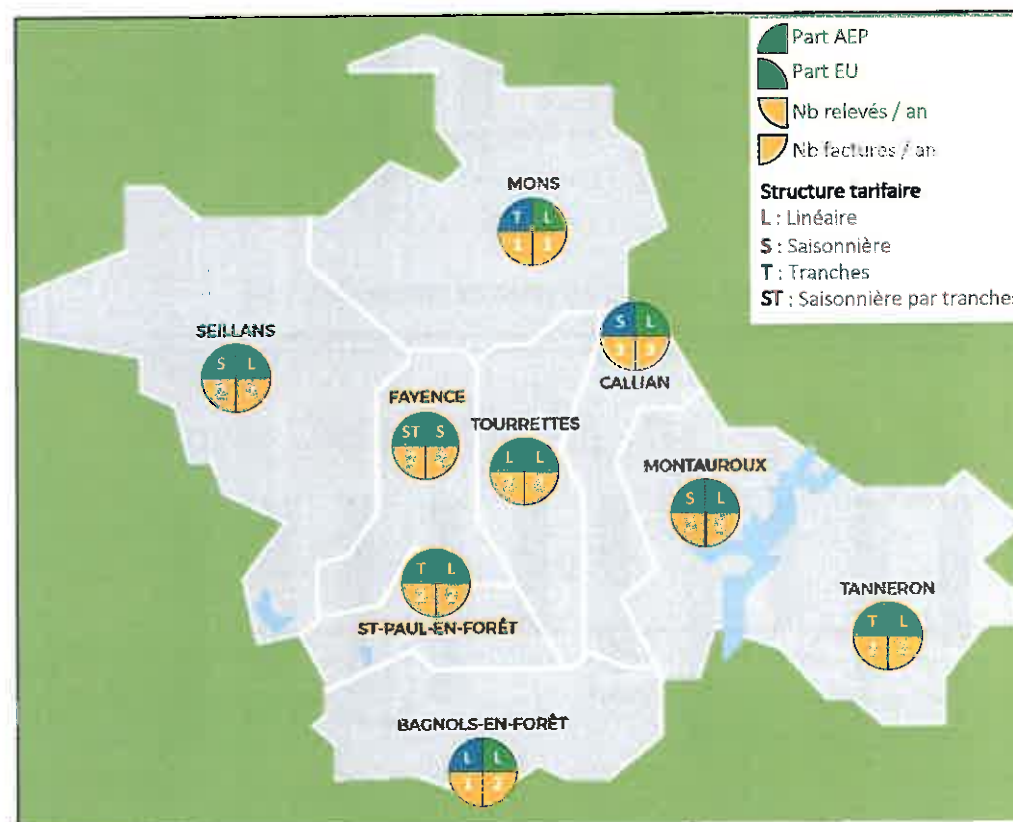 Part AEP
Part EU
Nb relevés / an
Nb factures / an
Structure tarifaire
L : Linéaire
S : Saisonnière
T : Tranches
ST : Saisonnière par tranches
MONS
T L
1 1
SEILLANS
S L
CALLIAN
S L
FAYENCE
ST S
TOURRETTES
L L
MONTAUROUX
S L
ST-PAUL-EN-FORÊT
T L
2 2
TANNERON
T L
BAGNOLS-EN-FORÊT
L L